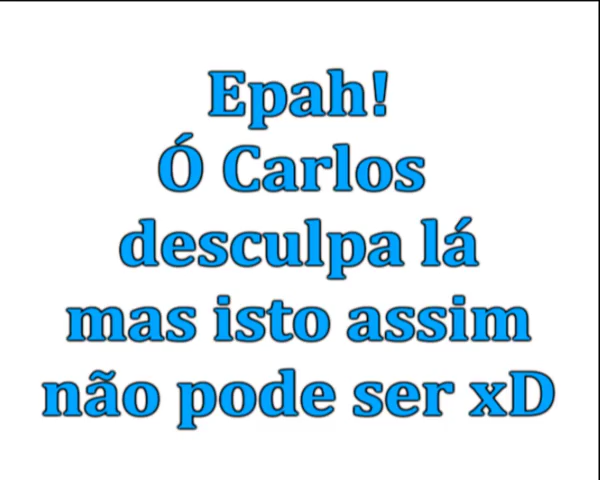 Epah!
Ó Carlos
desculpa lá
mas isto assim
não pode ser xD